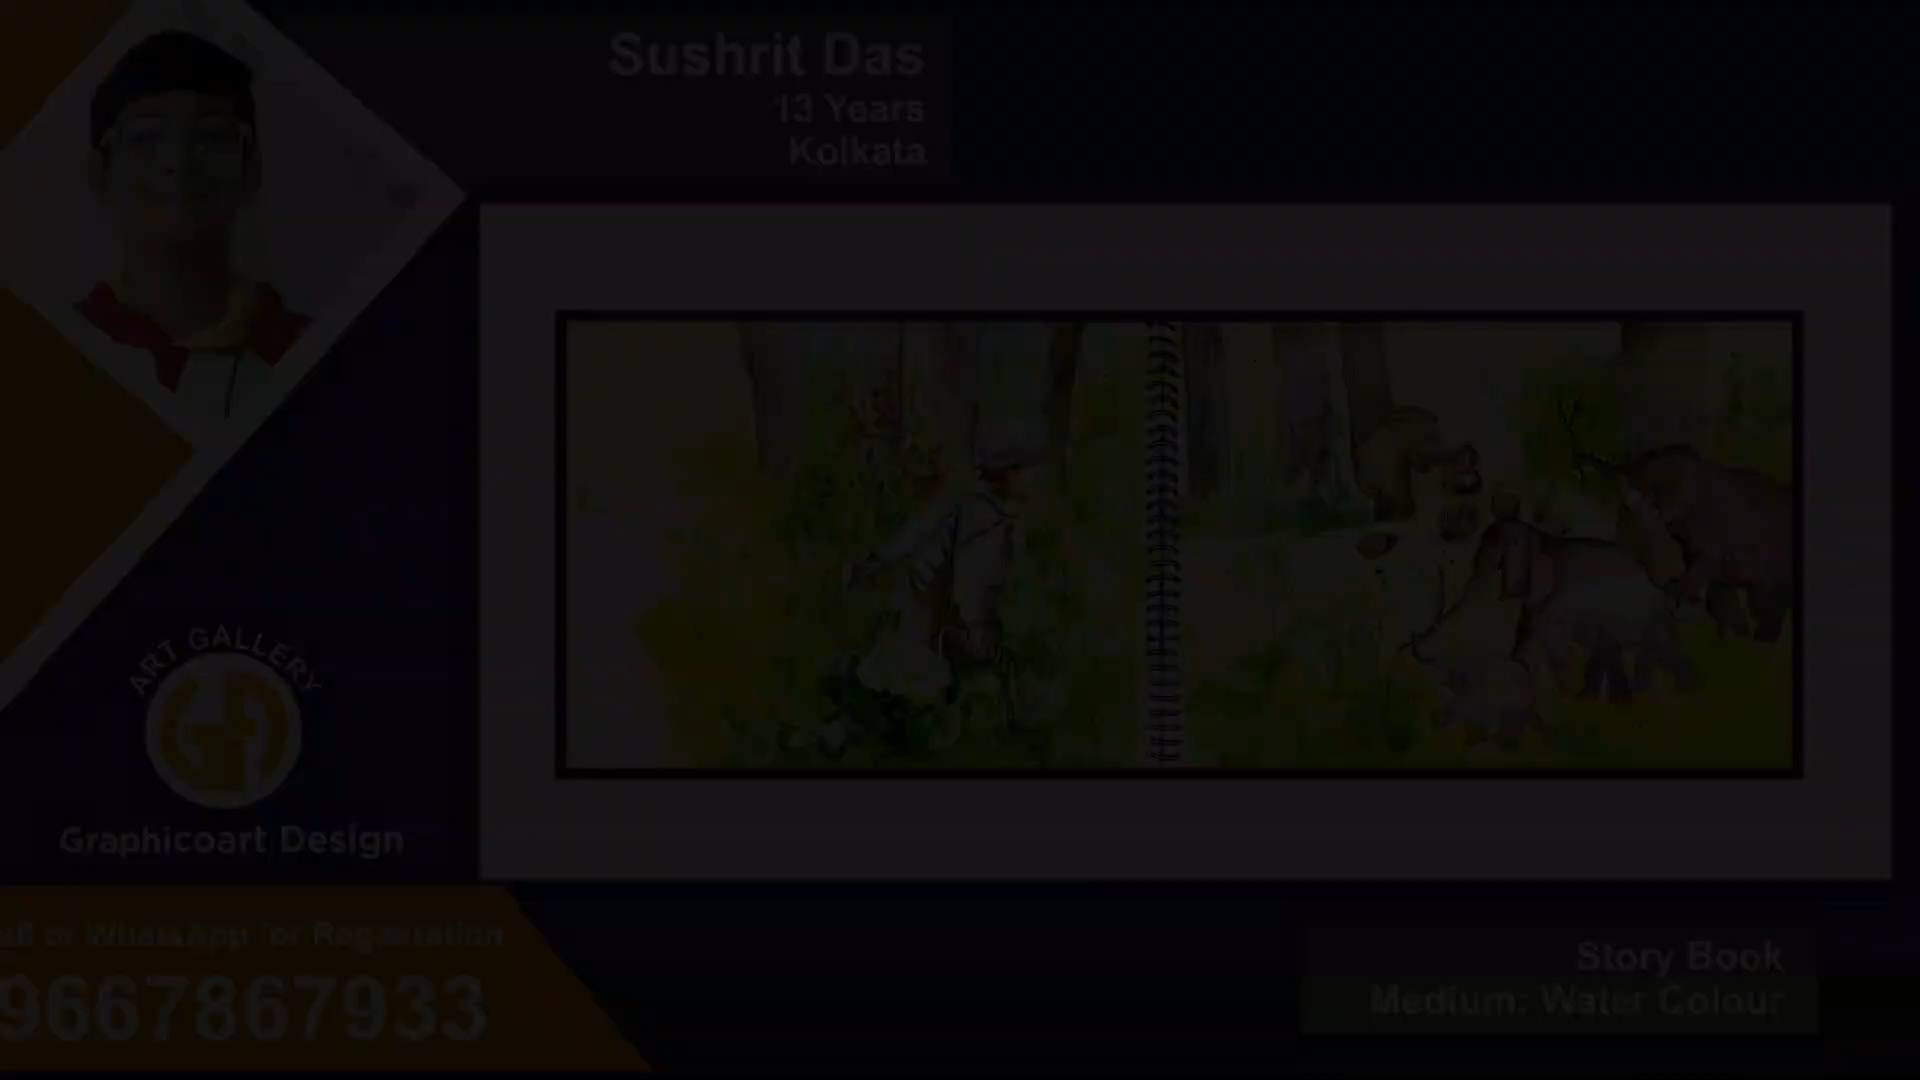 Sushrit Das
13 Years
Kolkata
ART GALLERY
Graphicoart Design
or WhatsApp for Registration
9667867933
Story Book
Medium: Water Colour